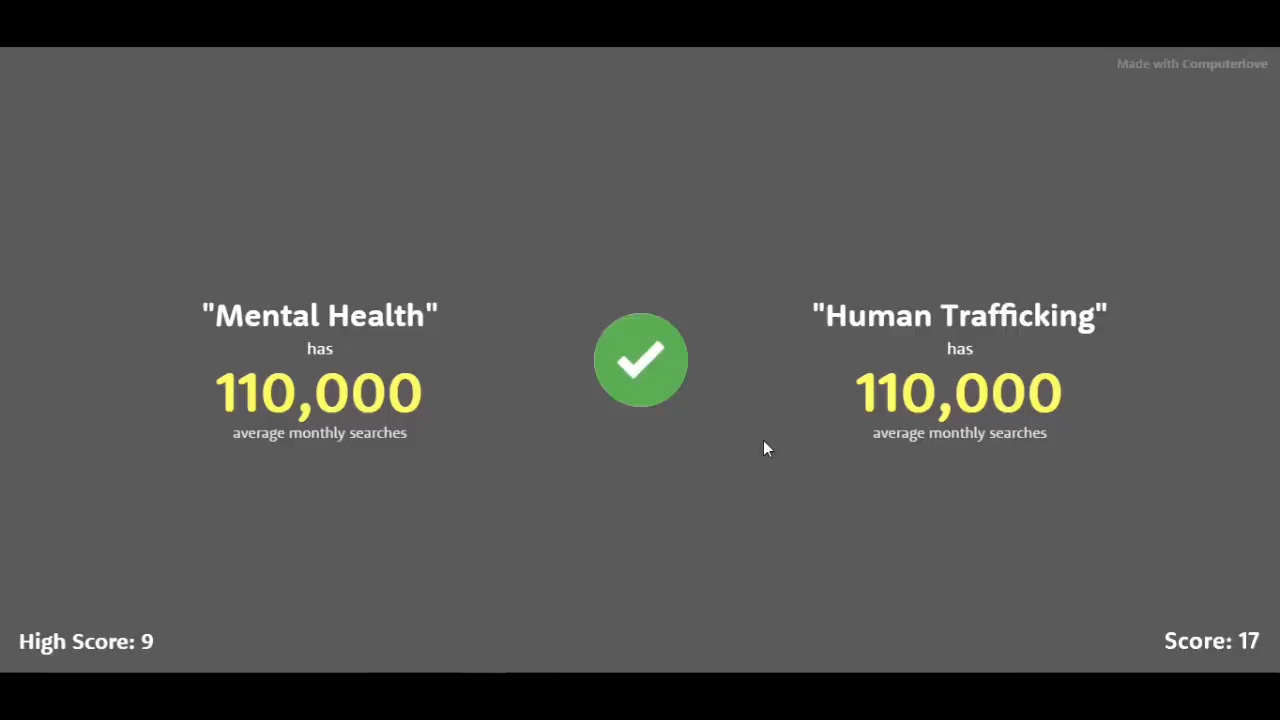 Made with Computerlove
"Mental Health"
has
110,000
average monthly searches
"Human Trafficking"
has
110,000
average monthly searches
High Score: 9
Score: 17